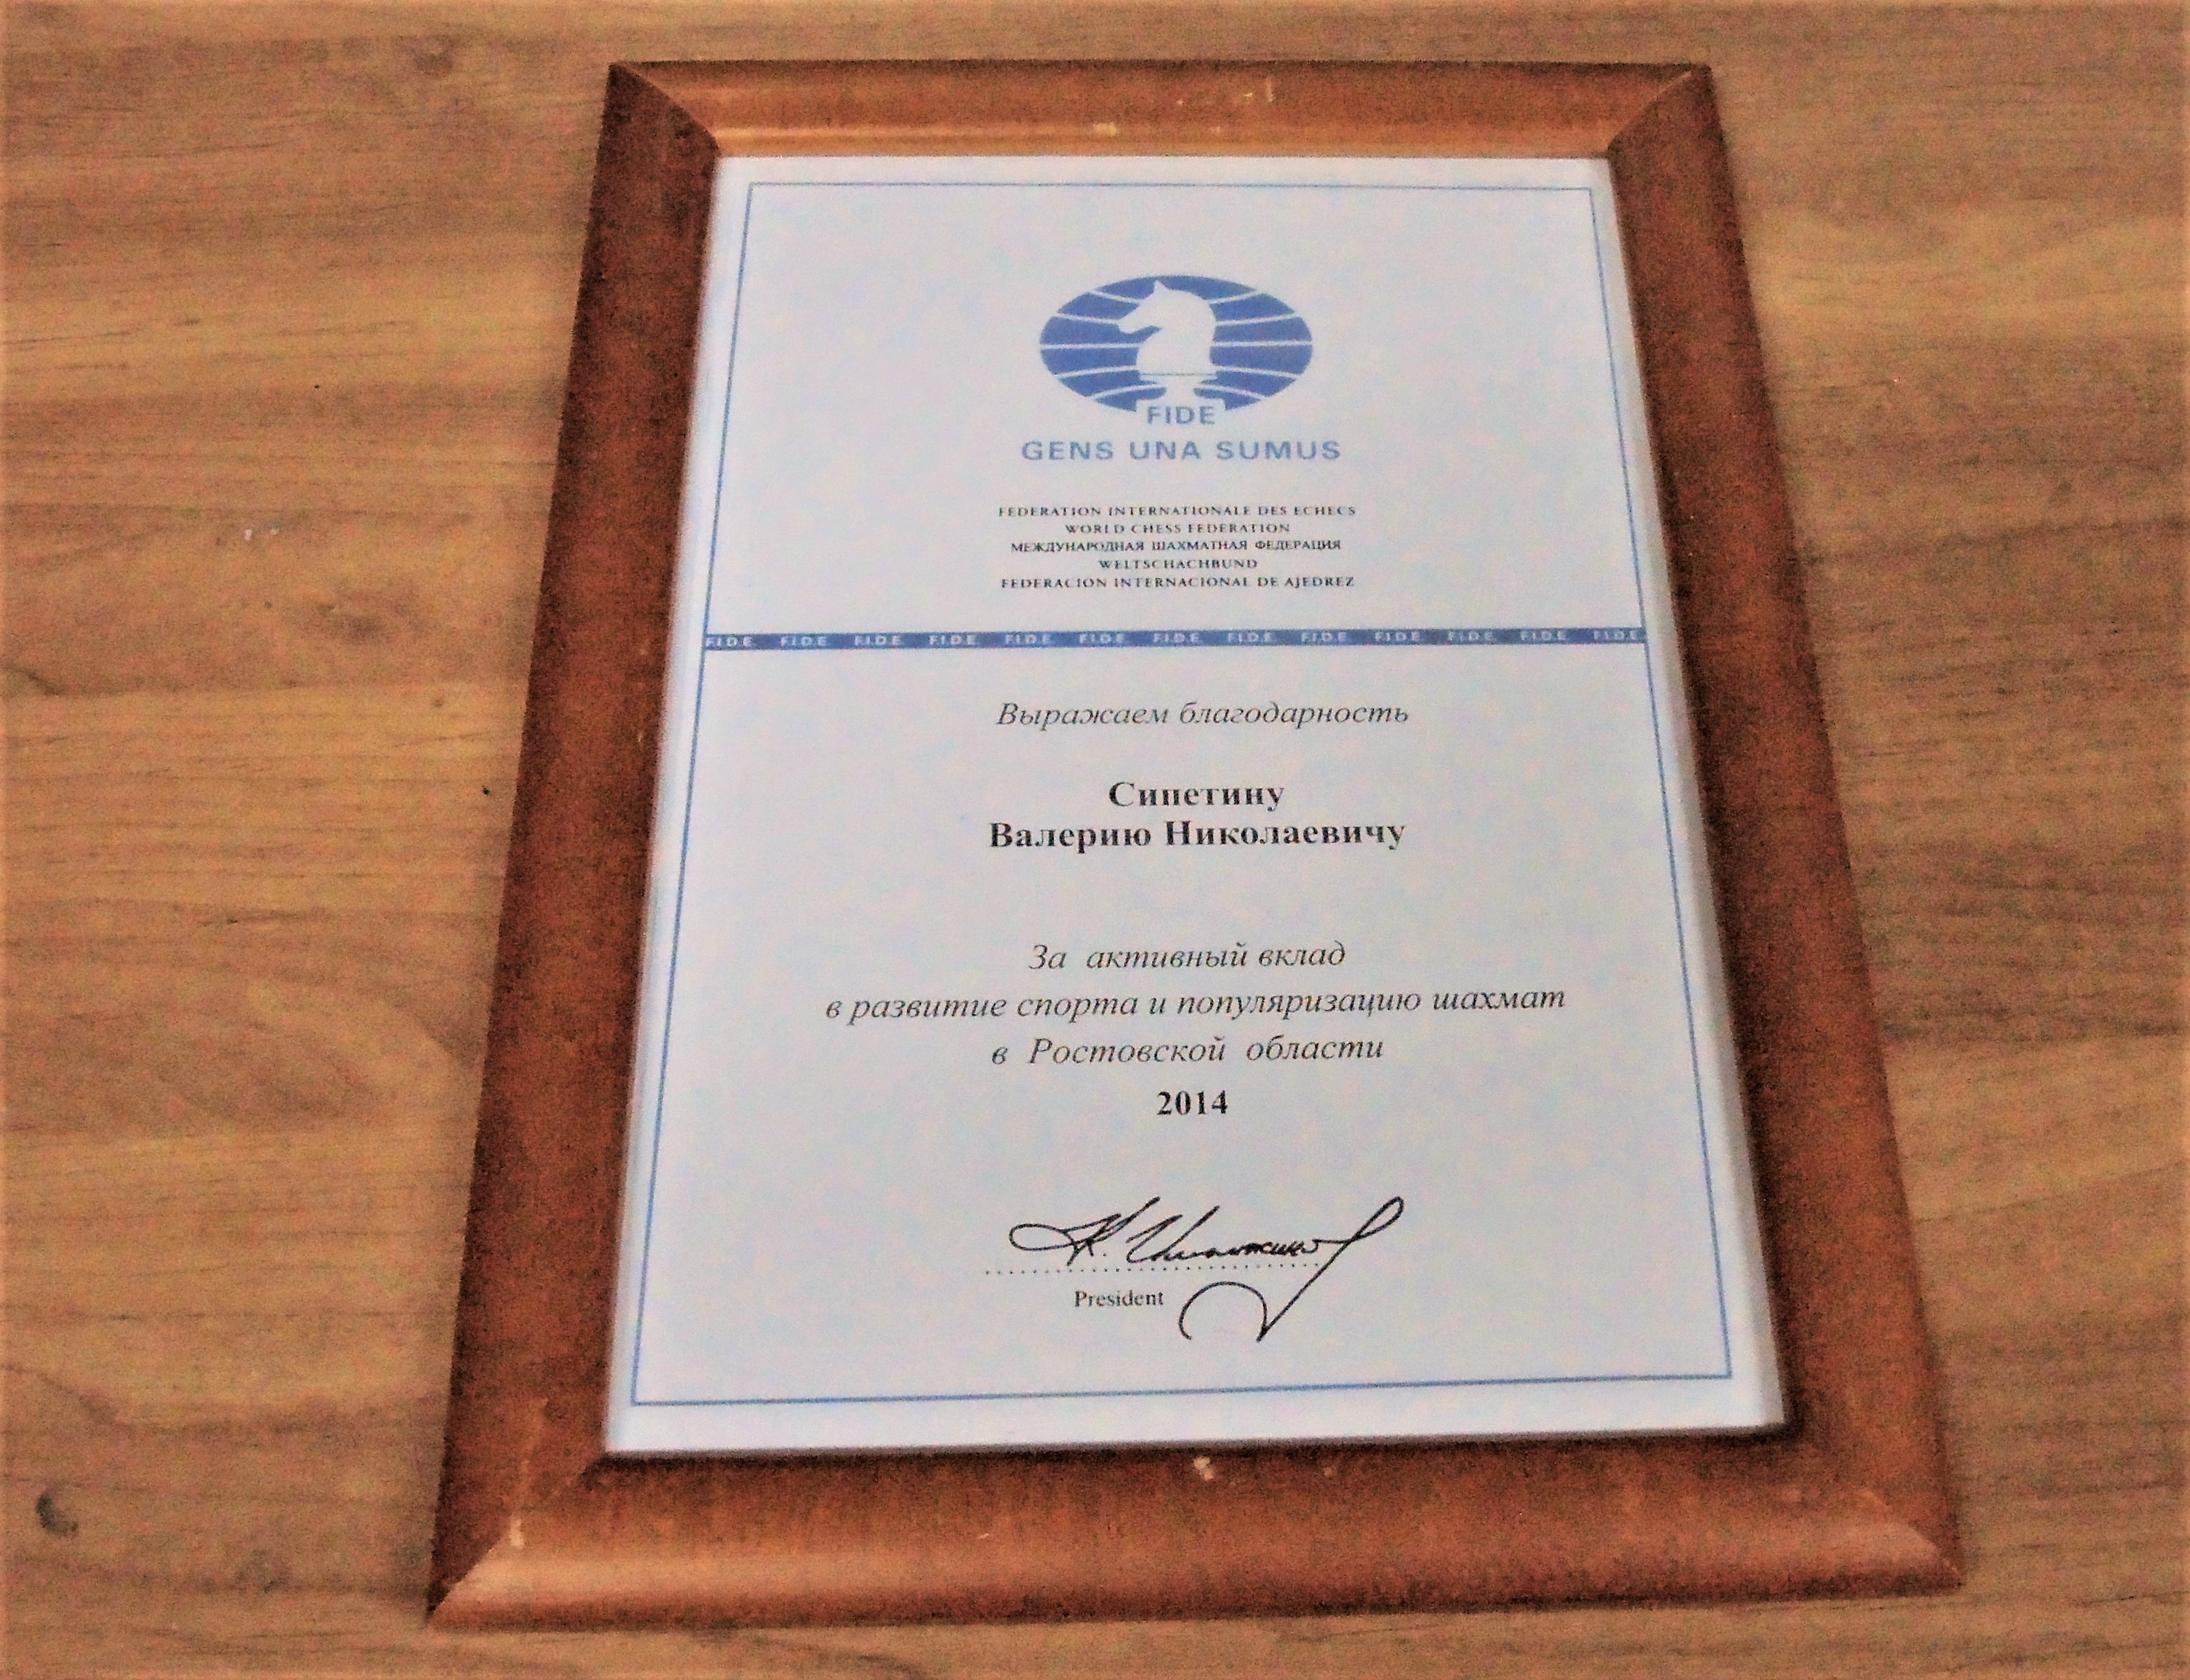 FIDE
GENS UNA SUMUS
FEDERATION INTERNATIONALE DES ECHECS
WORLD CHESS FEDERATION
МЕЖДУНАРОДНАЯ ШАХМАТНАЯ ФЕДЕРАЦИЯ
WELTSCHACHBUND
FEDERACION INTERNACIONAL DE AJEDREZ
F.I.D.E. F.I.D.E. F.I.D.E. F.I.D.E. F.I.D.E. F.I.D.E. F.I.D.E. F.I.D.E. F.I.D.E. F.I.D.E. F.I.D.E. F.I.D.E. F.I.D.E.
Выражаем благодарность
Сипетину
Валерию Николаевичу
За активный вклад
в развитие спорта и популяризацию шахмат
в Ростовской области
2014
President